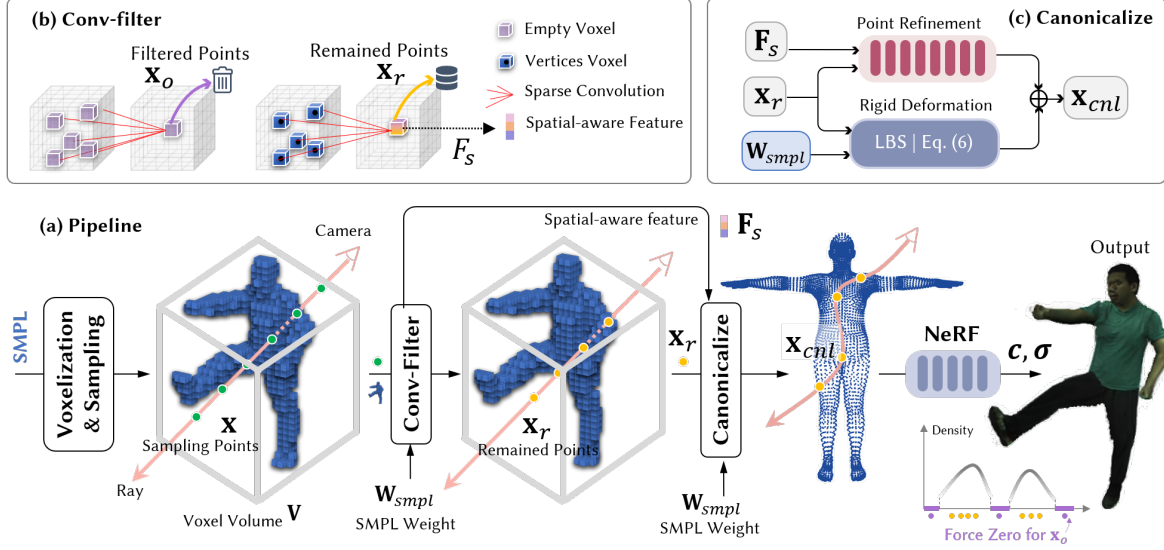 (b) Conv-filter
Filtered Points
x_o
Remained Points
x_r
F_s
Empty Voxel
Vertices Voxel
Sparse Convolution
Spatial-aware Feature
(c) Canonicalize
Point Refinement
F_s
x_r
Rigid Deformation
W_smpl
LBS | Eq. (6)
x_cnl
(a) Pipeline
SMPL
Voxelization
& Sampling
Camera
x
Sampling Points
Ray
Voxel Volume V
Conv-Filter
W_smpl
SMPL Weight
Spatial-aware feature
F_s
x_r
Remained Points
x_r
Canonicalize
W_smpl
SMPL Weight
x_cnl
NeRF
c, σ
Output
Density
Force Zero for x_o